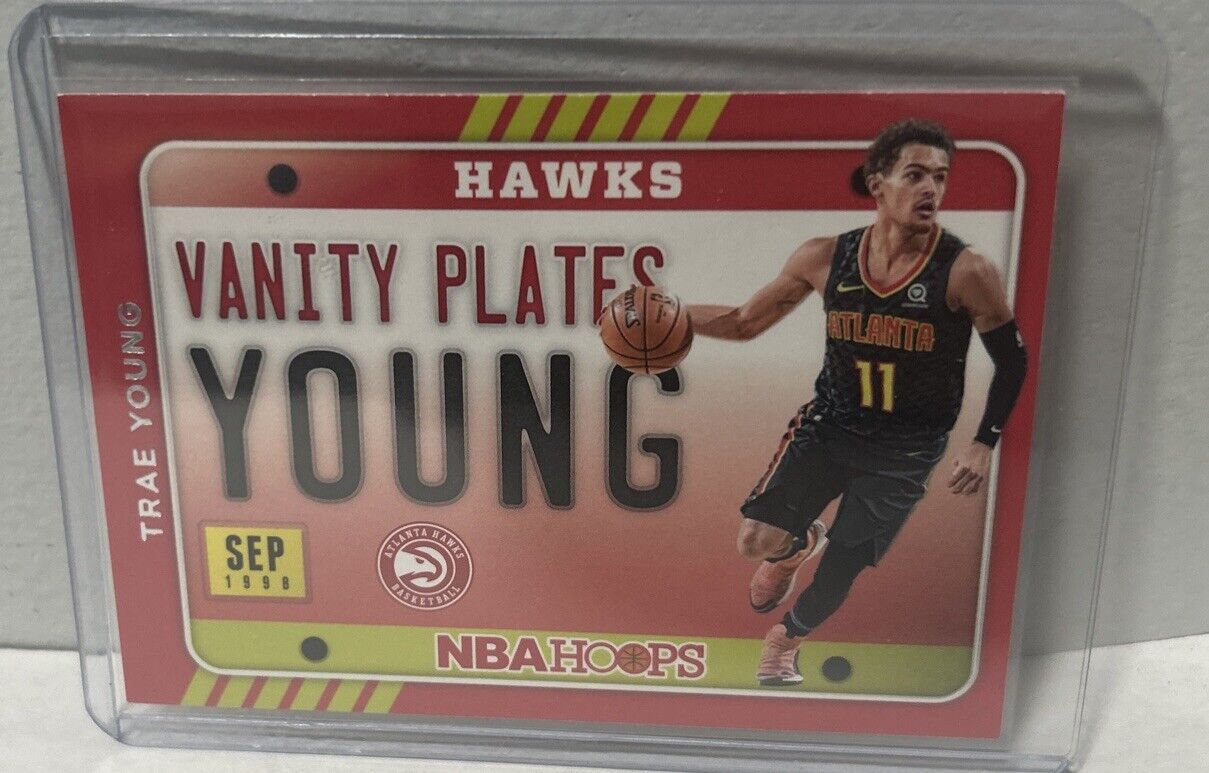 HAWKS
VANITY PLATES
YOUNG
TRAE YOUNG
ATLANTA
11
SEP
1998
ATLANTA HAWKS
BASKETBALL
NBA HOOPS